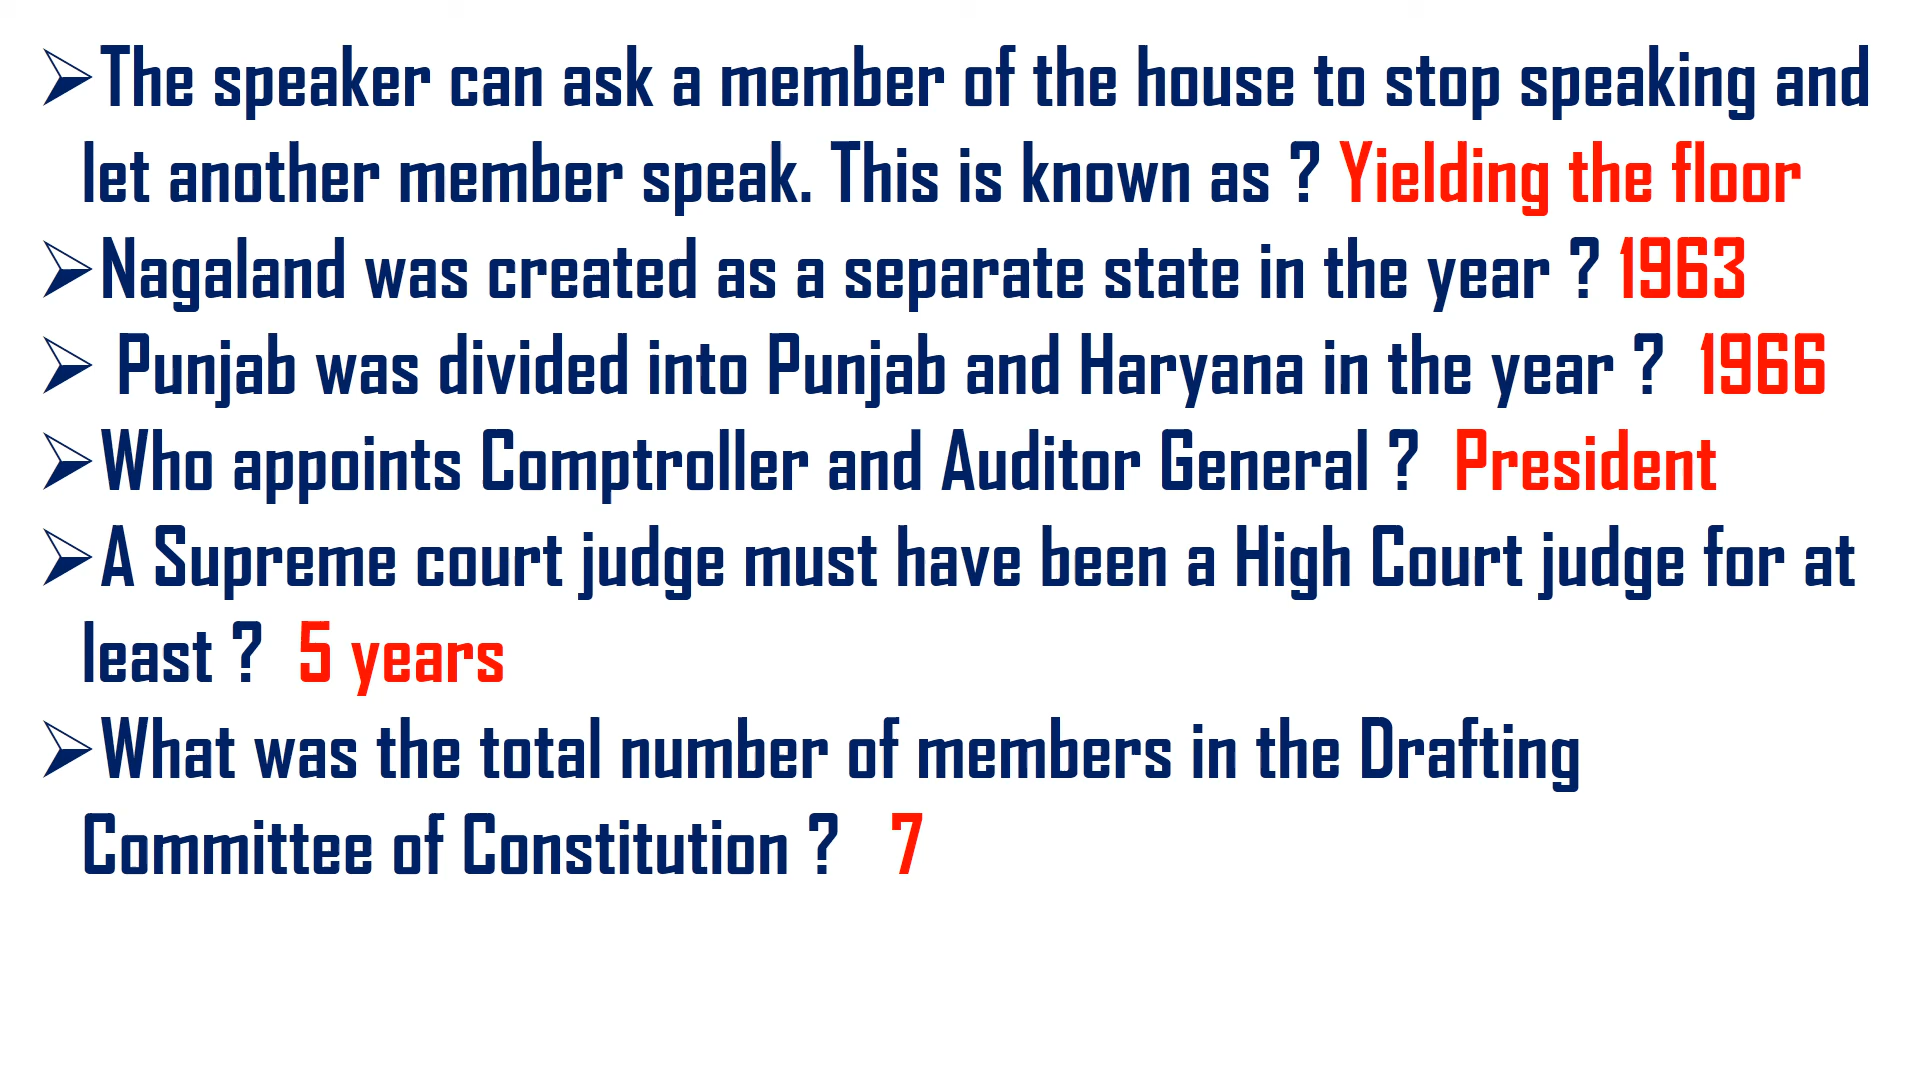 ➢The speaker can ask a member of the house to stop speaking and
let another member speak. This is known as ? Yielding the floor
➢Nagaland was created as a separate state in the year ? 1963
➢ Punjab was divided into Punjab and Haryana in the year ? 1966
➢Who appoints Comptroller and Auditor General ? President
➢A Supreme court judge must have been a High Court judge for at
least ? 5 years
➢What was the total number of members in the Drafting
Committee of Constitution ? 7